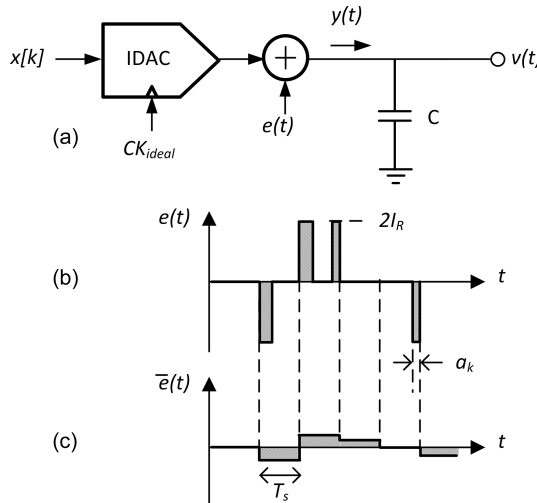 x[k] IDAC y(t) v(t)
CK_ideal e(t) C
(a)
e(t) 2I_R
(b) t
a_k
e̅(t)
(c) t
T_s